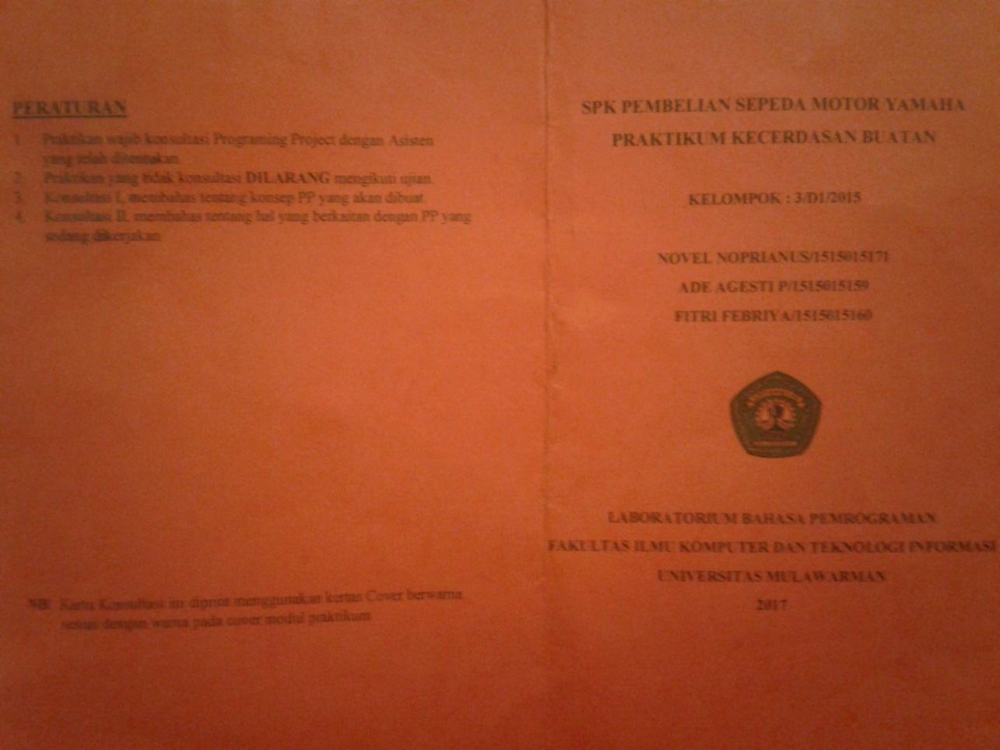 PERATURAN
1. Praktikan wajib konsultasi Programing Project dengan Asisten
yang telah ditentukan.
2. Praktikan yang tidak konsultasi DILARANG mengikuti ujian.
3. Konsultasi I, membahas tentang konsep PP yang akan dibuat.
4. Konsultasi II, membahas tentang hal yang berkaitan dengan PP yang
sedang dikerjakan
NB: Kartu Konsultasi ini diprint menggunakan kertas Cover berwarna
sesuai dengan warna pada cover modul praktikum
SPK PEMBELIAN SEPEDA MOTOR YAMAHA
PRAKTIKUM KECERDASAN BUATAN
KELOMPOK : 3/D1/2015
NOVEL NOPRIANUS/1515015171
ADE AGESTI P/1515015159
FITRI FEBRIYA/1515015160
LABORATORIUM BAHASA PEMROGRAMAN
FAKULTAS ILMU KOMPUTER DAN TEKNOLOGI INFORMASI
UNIVERSITAS MULAWARMAN
2017